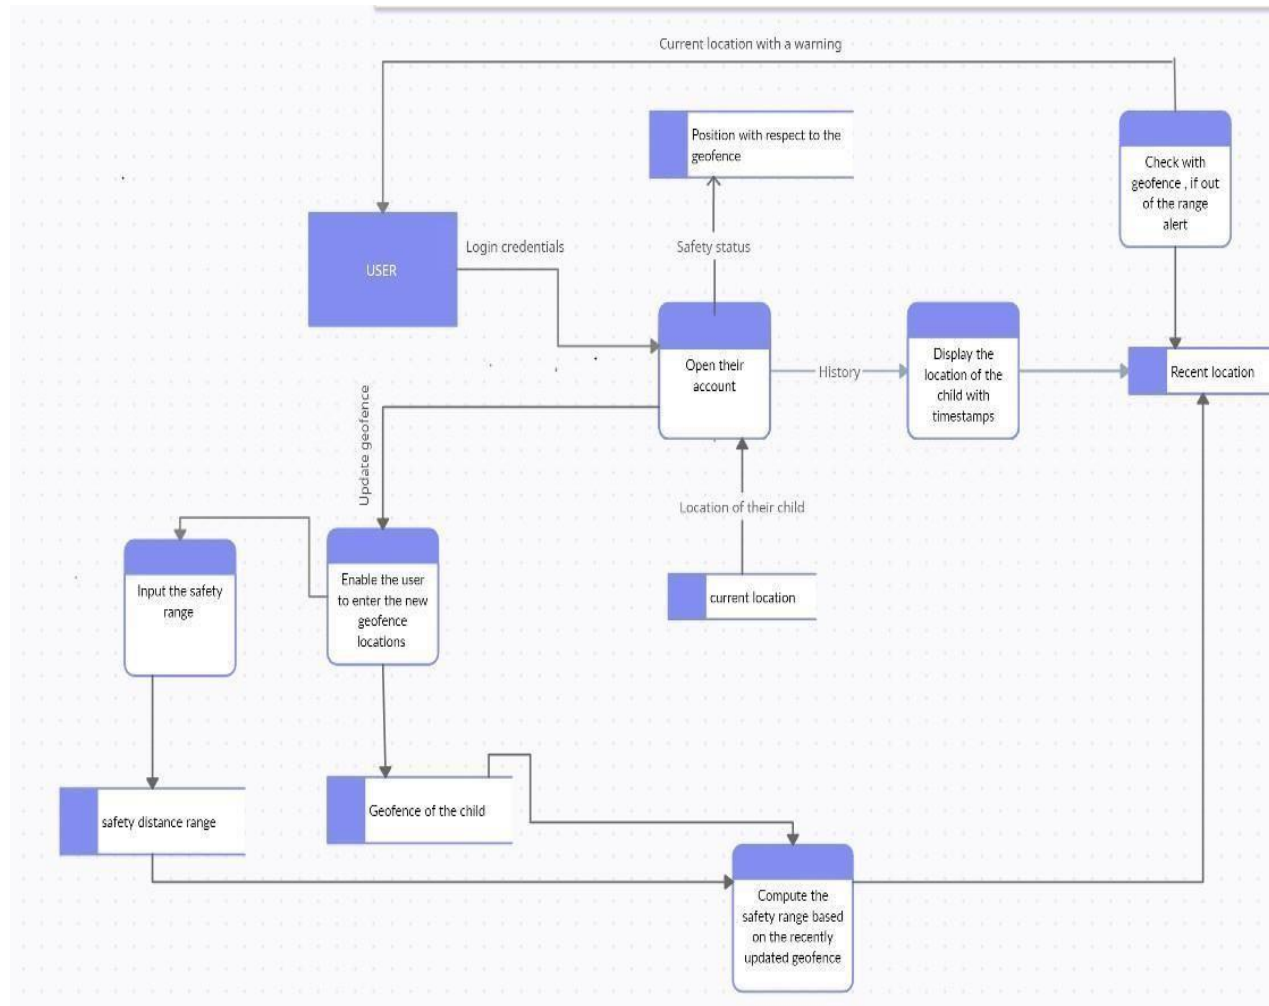 Current location with a warning
Position with respect to the
geofence
Check with
geofence , if out
of the range
alert
USER
Login credentials
Safety status
Open their
account
History
Display the
location of the
child with
timestamps
Recent location
Update geofence
Location of their child
current location
Input the safety
range
Enable the user
to enter the new
geofence
locations
safety distance range
Geofence of the child
Compute the
safety range based
on the recently
updated geofence